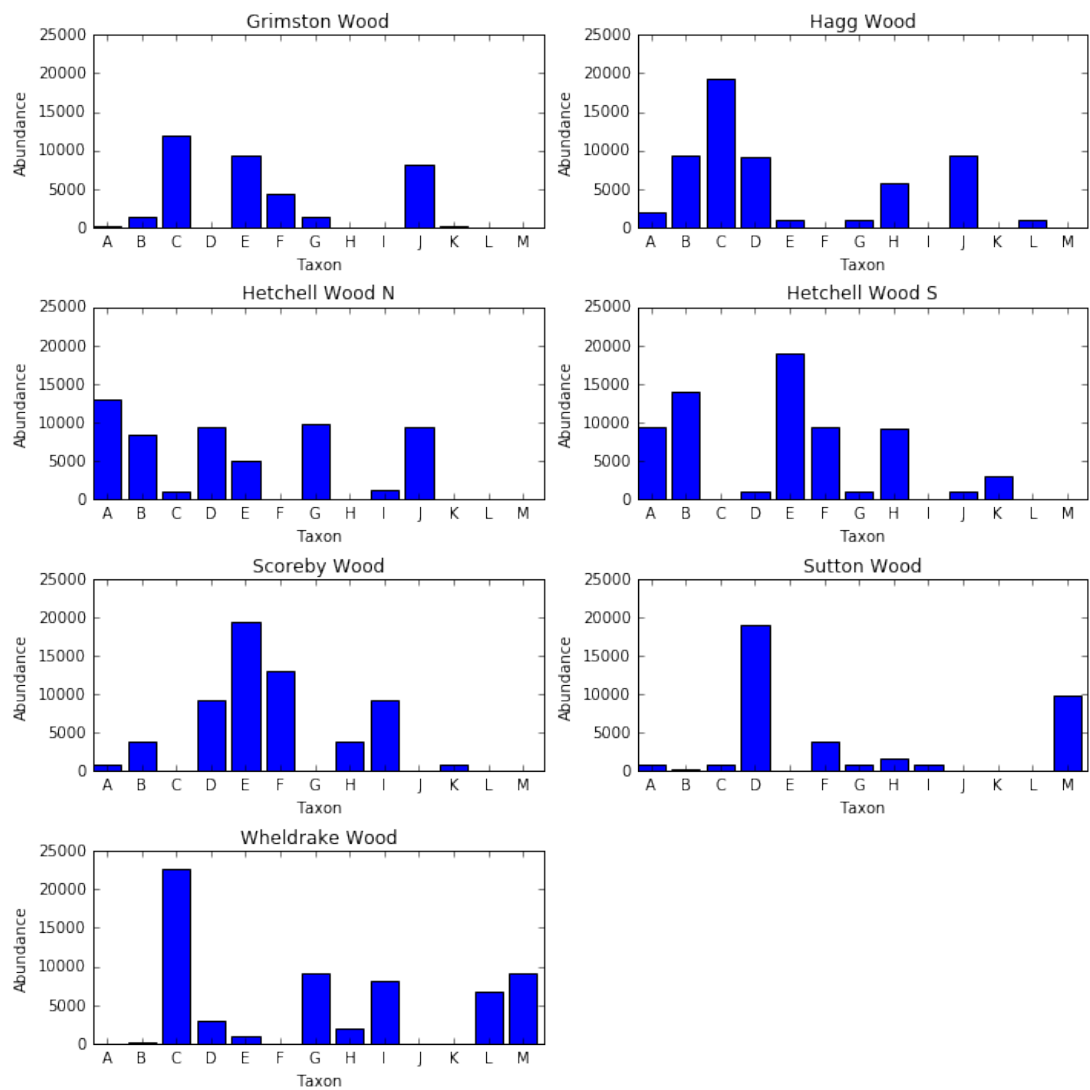 Grimston Wood
25000
20000
15000
10000
5000
0
Abundance
A B C D E F G H I J K L M
Taxon
Hagg Wood
25000
20000
15000
10000
5000
0
Abundance
A B C D E F G H I J K L M
Taxon
Hetchell Wood N
25000
20000
15000
10000
5000
0
Abundance
A B C D E F G H I J K L M
Taxon
Hetchell Wood S
25000
20000
15000
10000
5000
0
Abundance
A B C D E F G H I J K L M
Taxon
Scoreby Wood
25000
20000
15000
10000
5000
0
Abundance
A B C D E F G H I J K L M
Taxon
Sutton Wood
25000
20000
15000
10000
5000
0
Abundance
A B C D E F G H I J K L M
Taxon
Wheldrake Wood
25000
20000
15000
10000
5000
0
Abundance
A B C D E F G H I J K L M
Taxon